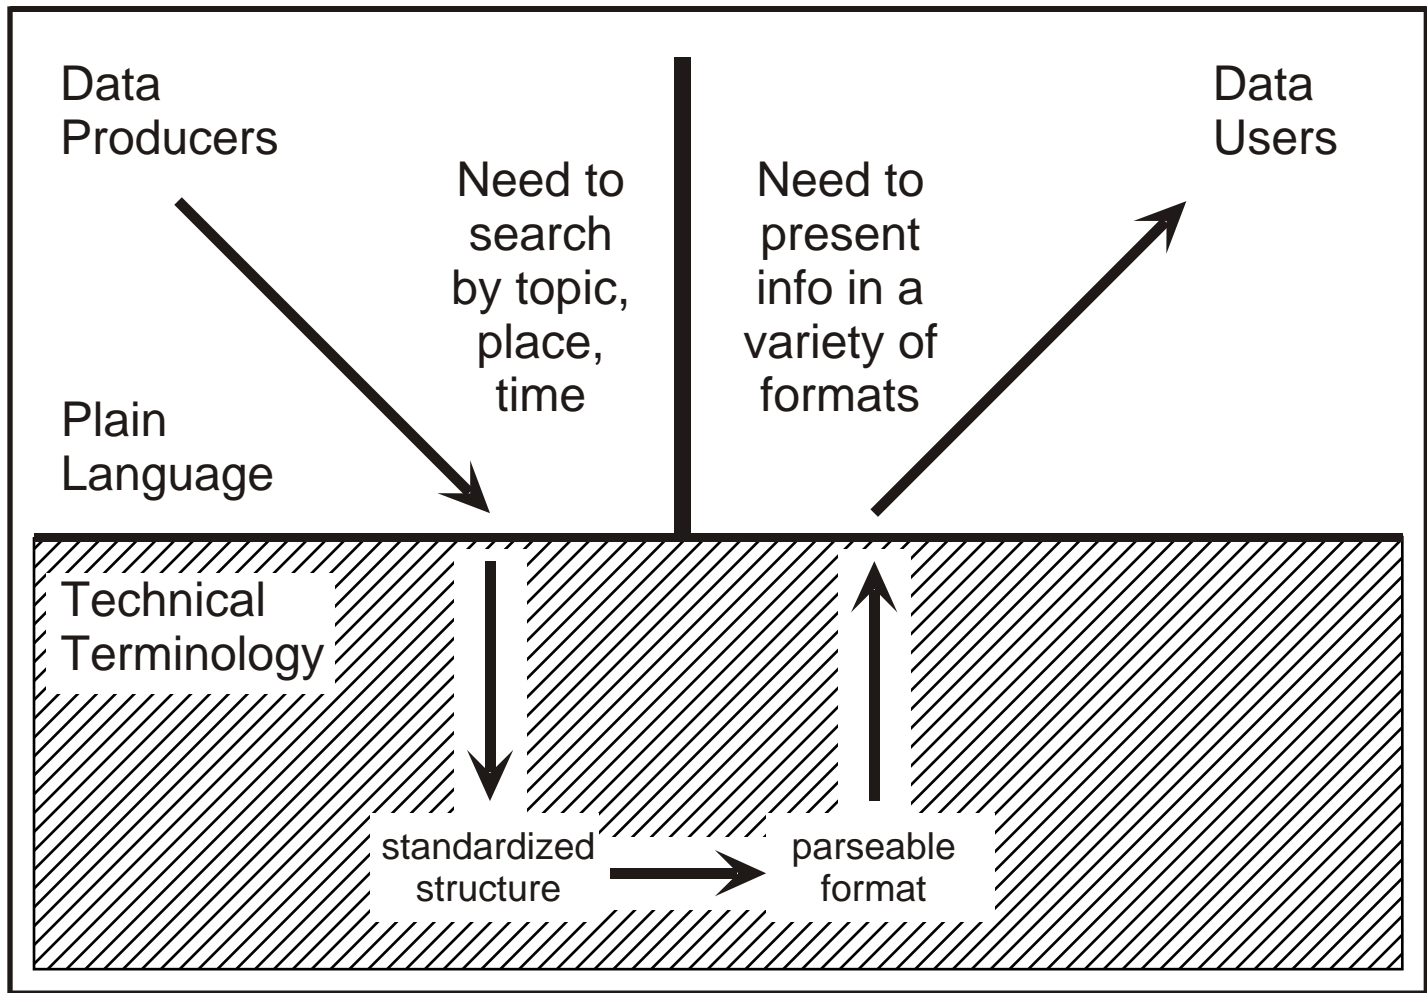 Data
Producers
Need to
search
by topic,
place,
time
Need to
present
info in a
variety of
formats
Data
Users
Plain
Language
Technical
Terminology
standardized
structure
parseable
format